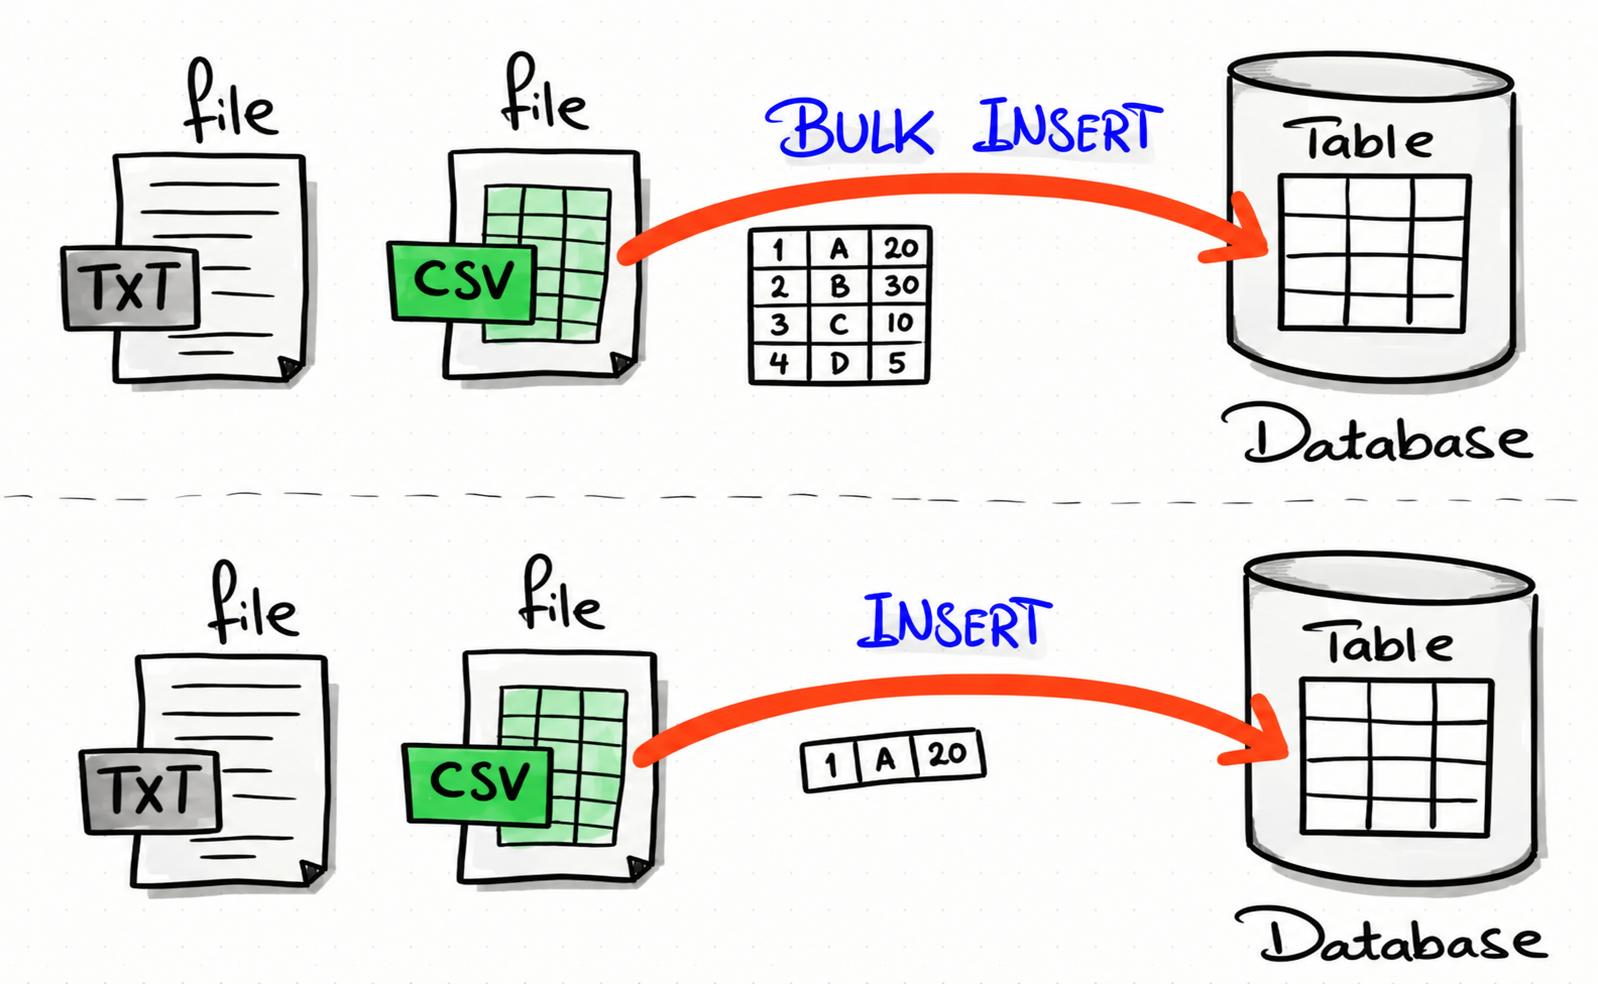 file
file
BULK INSERT
Table
TXT
CSV
1 A 20
2 B 30
3 C 10
4 D 5
Database
file
file
INSERT
Table
TXT
CSV
1 A 20
Database